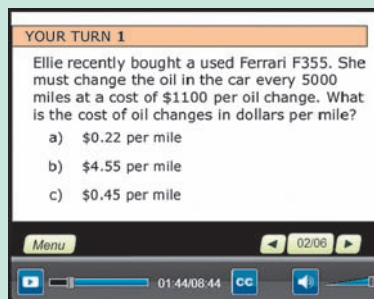 YOUR TURN 1
Ellie recently bought a used Ferrari F355. She
must change the oil in the car every 5000
miles at a cost of $1100 per oil change. What
is the cost of oil changes in dollars per mile?
a) $0.22 per mile
b) $4.55 per mile
c) $0.45 per mile
Menu 02/06
01:44/08:44 CC